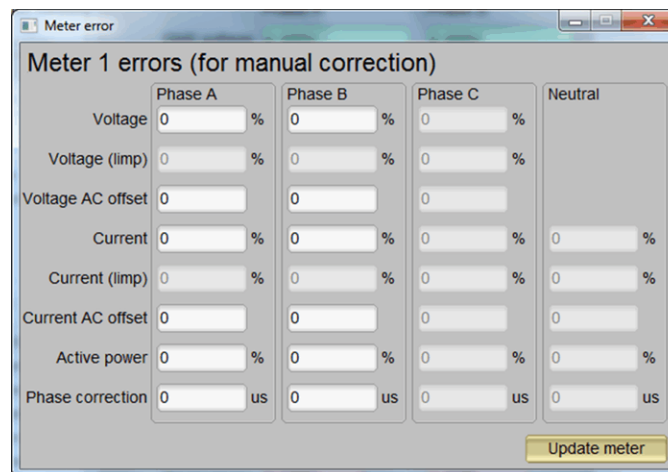 Meter error
Meter 1 errors (for manual correction)
Phase A Phase B Phase C Neutral
Voltage 0 % 0 % 0 %
Voltage (limp) 0 % 0 % 0 %
Voltage AC offset 0 0 0
Current 0 % 0 % 0 % 0 %
Current (limp) 0 % 0 % 0 % 0 %
Current AC offset 0 0 0 0
Active power 0 % 0 % 0 % 0 %
Phase correction 0 us 0 us 0 us 0 us
Update meter